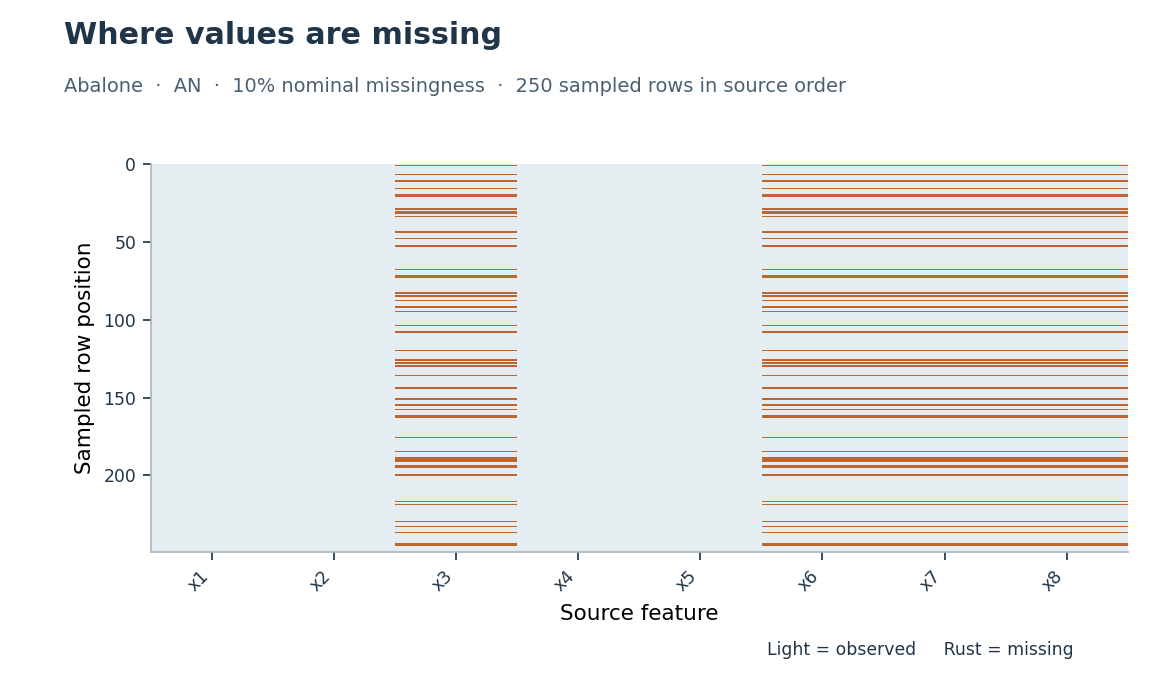 Where values are missing
Abalone · AN · 10% nominal missingness · 250 sampled rows in source order
0
50
100
150
200
Sampled row position
x1 x2 x3 x4 x5 x6 x7 x8
Source feature
Light = observed Rust = missing